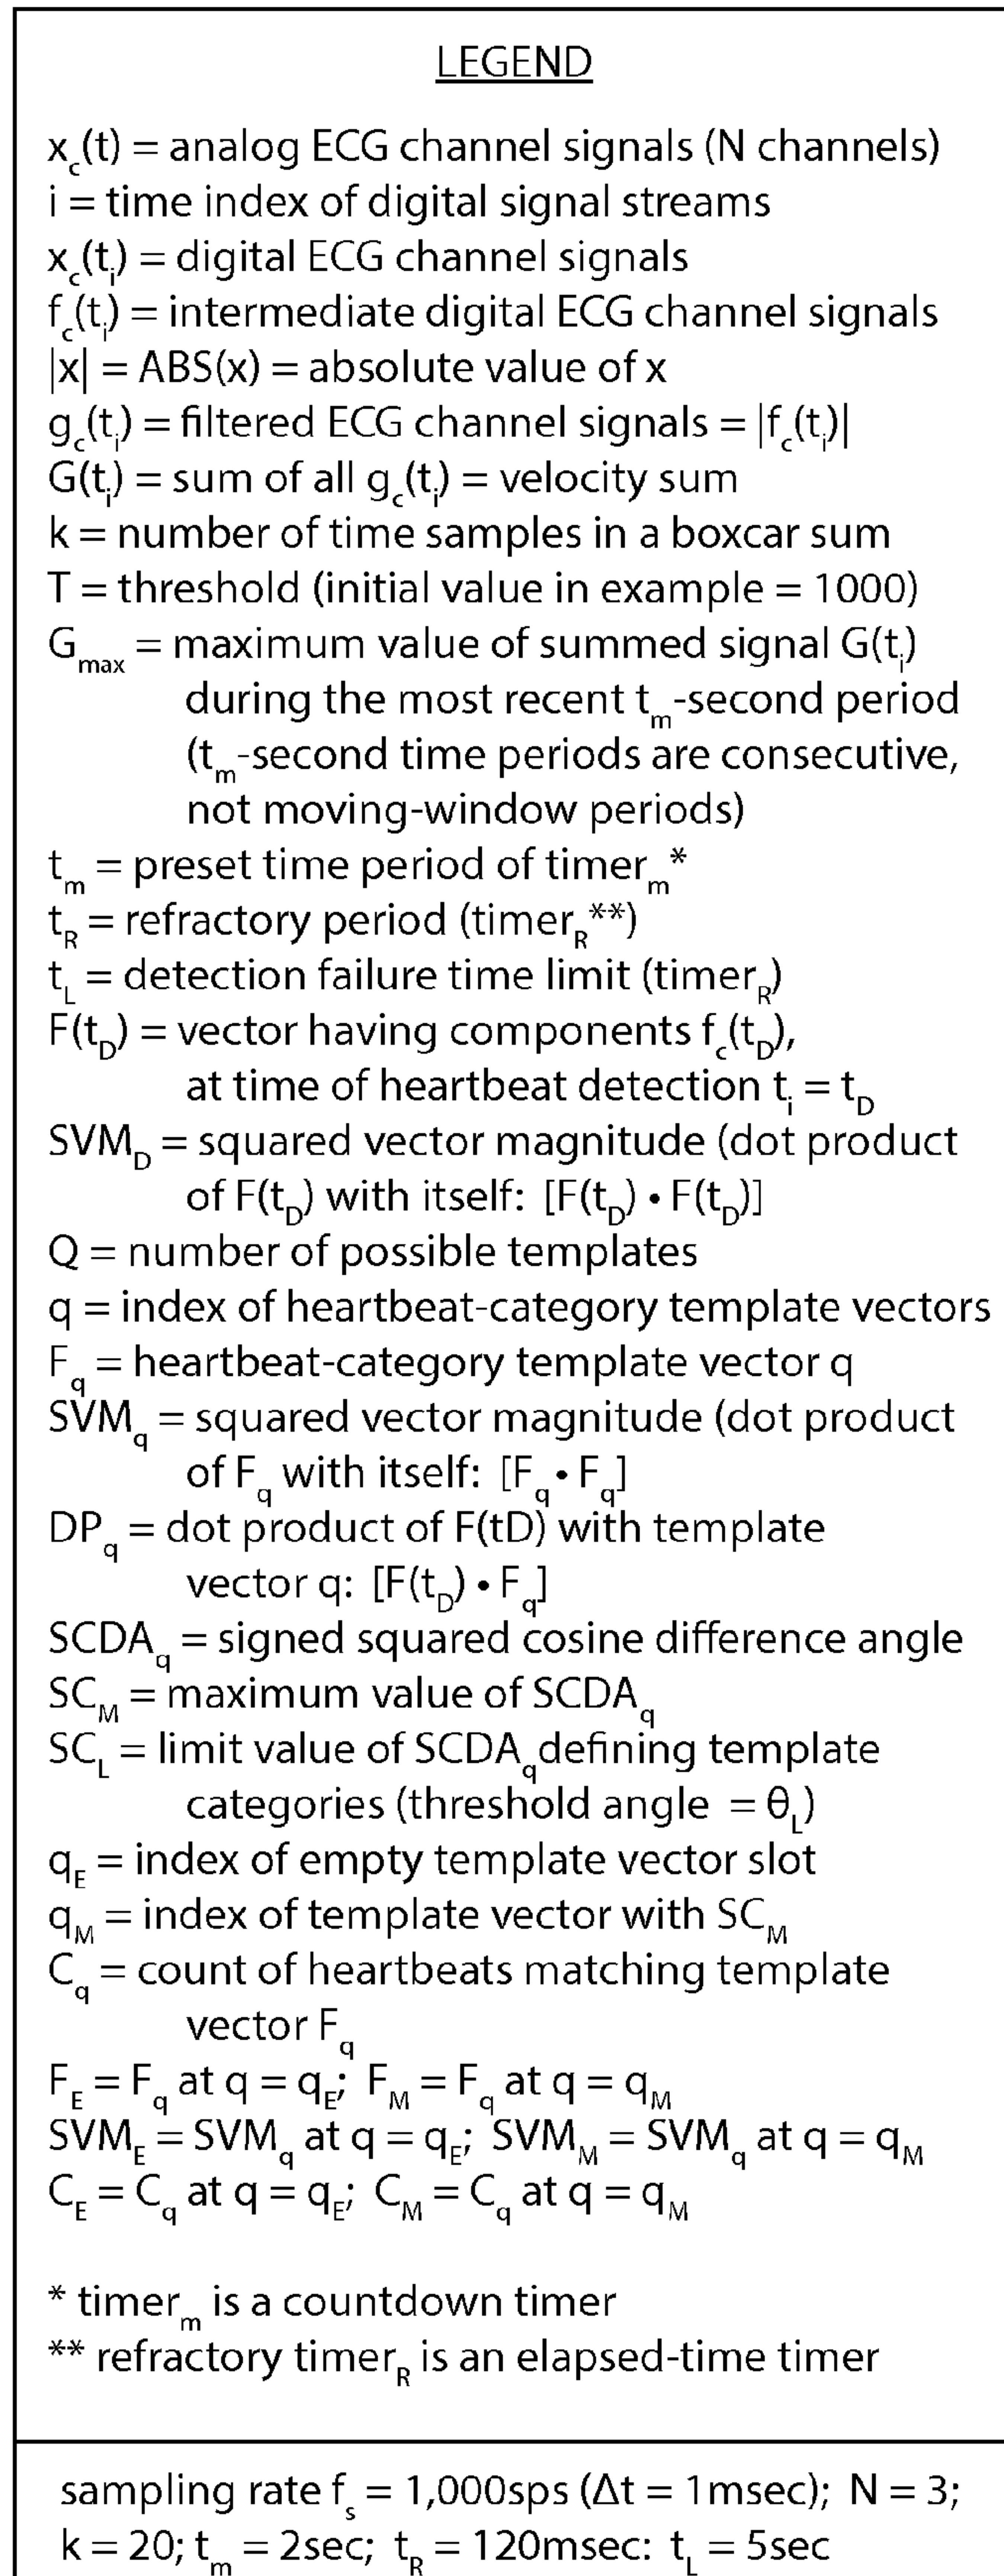 LEGEND
x_c(t) = analog ECG channel signals (N channels)
i = time index of digital signal streams
x_c(t_i) = digital ECG channel signals
f_c(t_i) = intermediate digital ECG channel signals
|x| = ABS(x) = absolute value of x
g_c(t_i) = filtered ECG channel signals = |f_c(t_i)|
G(t_i) = sum of all g_c(t_i) = velocity sum
k = number of time samples in a boxcar sum
T = threshold (initial value in example = 1000)
G_max = maximum value of summed signal G(t_i)
during the most recent t_m-second period
(t_m-second time periods are consecutive,
not moving-window periods)
t_m = preset time period of timer_m*
t_R = refractory period (timer_R**)
t_L = detection failure time limit (timer_R)
F(t_D) = vector having components f_c(t_D),
at time of heartbeat detection t_i = t_D
SVM_D = squared vector magnitude (dot product
of F(t_D) with itself: [F(t_D) • F(t_D)]
Q = number of possible templates
q = index of heartbeat-category template vectors
F_q = heartbeat-category template vector q
SVM_q = squared vector magnitude (dot product
of F_q with itself: [F_q • F_q]
DP_q = dot product of F(tD) with template
vector q: [F(t_D) • F_q]
SCDA_q = signed squared cosine difference angle
SC_M = maximum value of SCDA_q
SC_L = limit value of SCDA_q defining template
categories (threshold angle = θ_L)
q_E = index of empty template vector slot
q_M = index of template vector with SC_M
C_q = count of heartbeats matching template
vector F_q
F_E = F_q at q = q_E; F_M = F_q at q = q_M
SVM_E = SVM_q at q = q_E; SVM_M = SVM_q at q = q_M
C_E = C_q at q = q_E; C_M = C_q at q = q_M
* timer_m is a countdown timer
** refractory timer_R is an elapsed-time timer
sampling rate f_s = 1,000sps (Δt = 1msec); N = 3;
k = 20; t_m = 2sec; t_R = 120msec: t_L = 5sec